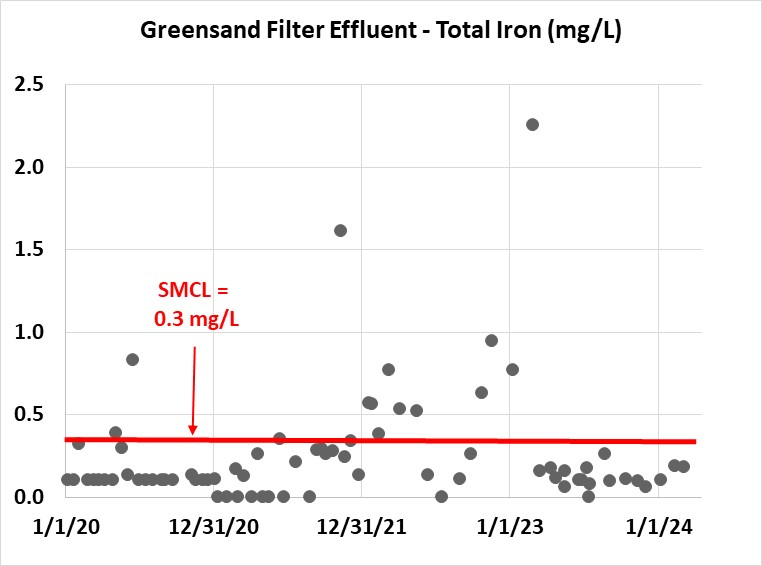 Greensand Filter Effluent - Total Iron (mg/L)
2.5
2.0
1.5
SMCL =
0.3 mg/L
1.0
0.5
0.0
1/1/20 12/31/20 12/31/21 1/1/23 1/1/24